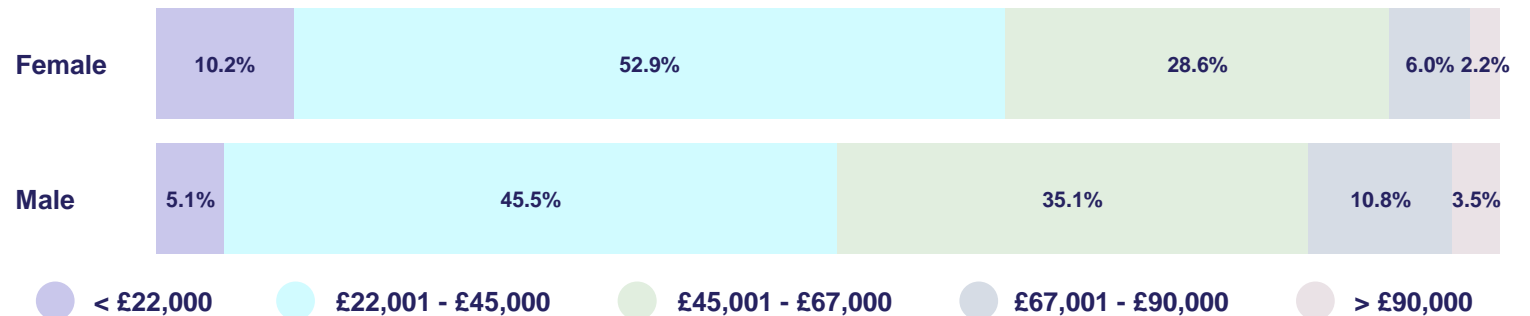 Female 10.2% 52.9% 28.6% 6.0% 2.2%
Male 5.1% 45.5% 35.1% 10.8% 3.5%
< £22,000 £22,001 - £45,000 £45,001 - £67,000 £67,001 - £90,000 > £90,000